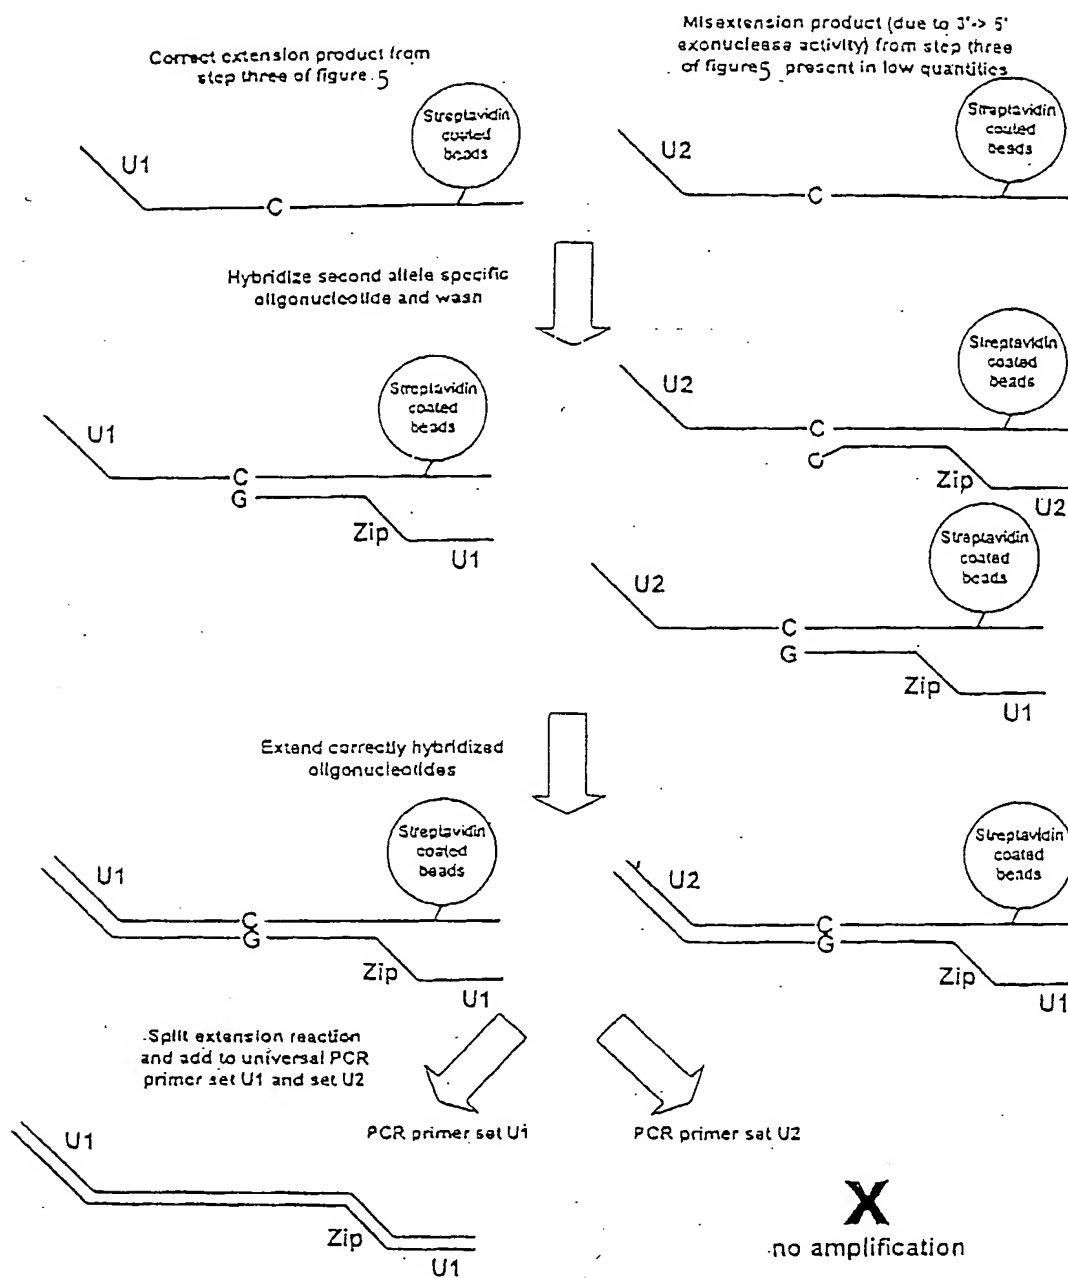 Correct extension product from
step three of figure.5
Misextension product (due to 3'-> 5'
exonuclease activity) from step three
of figure5 present in low quantities
Streptavidin
coated
beads
U1
C
Streptavidin
coated
beads
U2
C
Hybridize second allele specific
oligonucleotide and wash
Streptavidin
coated
beads
U1
C
G
Zip
U1
Streptavidin
coated
beads
U2
C
C
Zip
U2
Streptavidin
coated
beads
U2
C
G
Zip
U1
Extend correctly hybridized
oligonucleotides
Streptavidin
coated
beads
U1
C
G
Zip
U1
Streptavidin
coated
beads
U2
C
G
Zip
U1
Split extension reaction
and add to universal PCR
primer set U1 and set U2
PCR primer set U1
PCR primer set U2
U1
Zip
U1
X
no amplification